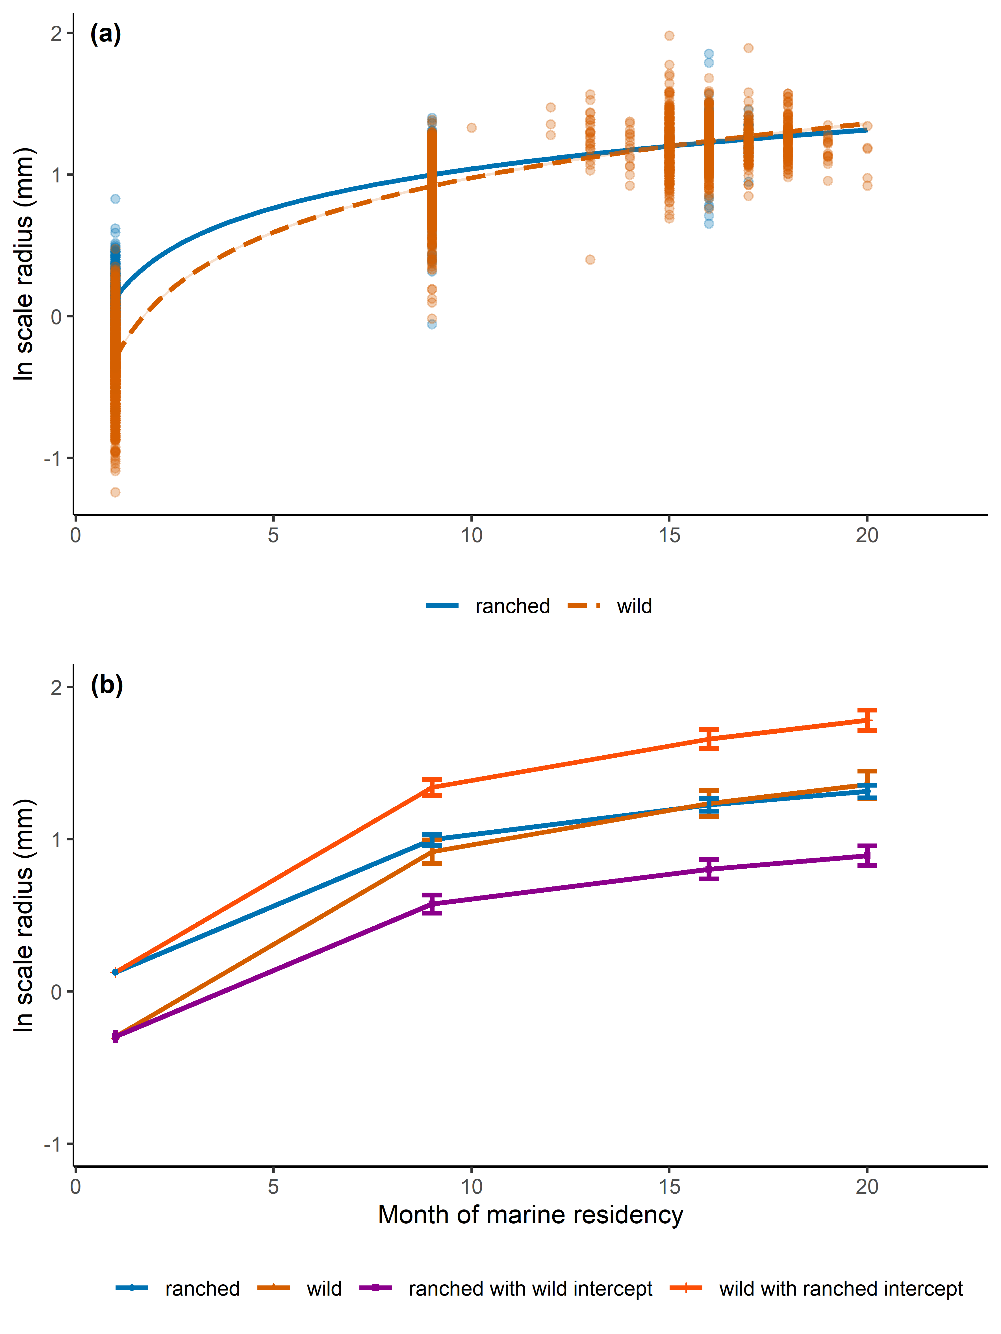 (a)
2
1
0
-1
ln scale radius (mm)
0 5 10 15 20
ranched wild
(b)
2
1
0
-1
ln scale radius (mm)
0 5 10 15 20
Month of marine residency
ranched wild ranched with wild intercept wild with ranched intercept